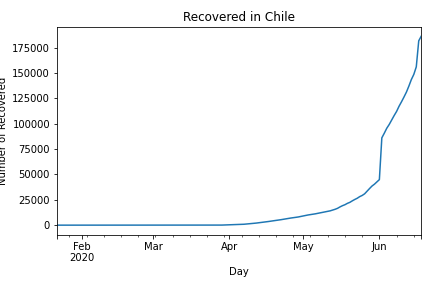 Recovered in Chile
Number of Recovered
175000
150000
125000
100000
75000
50000
25000
0
Feb
2020
Mar
Apr
May
Jun
Day